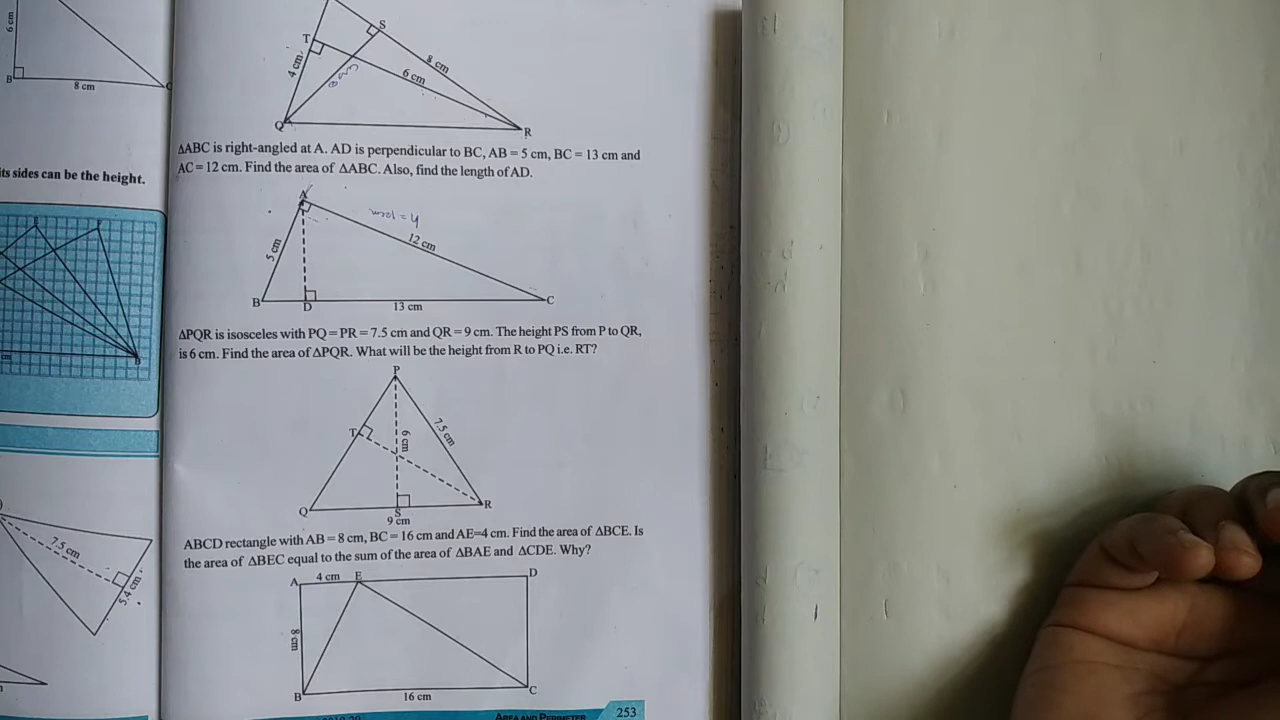 6 cm
B
8 cm
C
its sides can be the height.
7.5 cm
5.4 cm
S
T
4 cm
8 cm
6 cm
Q
R
ΔABC is right-angled at A. AD is perpendicular to BC, AB = 5 cm, BC = 13 cm and
AC = 12 cm. Find the area of ΔABC. Also, find the length of AD.
A
5 cm
12 cm
B
D
13 cm
C
ΔPQR is isosceles with PQ = PR = 7.5 cm and QR = 9 cm. The height PS from P to QR,
is 6 cm. Find the area of ΔPQR. What will be the height from R to PQ i.e. RT?
P
T
6 cm
7.5 cm
Q
S
R
9 cm
ABCD rectangle with AB = 8 cm, BC = 16 cm and AE=4 cm. Find the area of ΔBCE. Is
the area of ΔBEC equal to the sum of the area of ΔBAE and ΔCDE. Why?
A 4 cm E D
8 cm
B 16 cm C
AREA AND PERIMETER 253